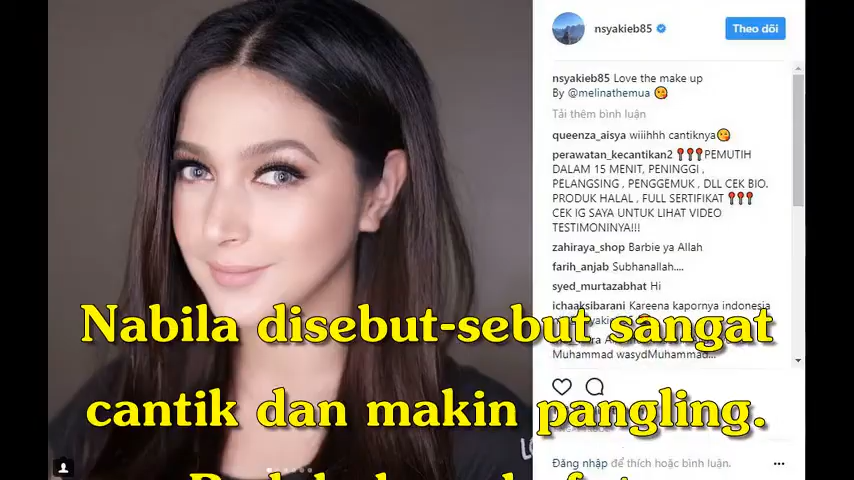 nsyakieb85
Theo dõi
nsyakieb85 Love the make up
By @melinathemua
Tải thêm bình luận
queenza_aisya wiiihhh cantiknya
perawatan_kecantikan2 PEMUTIH
DALAM 15 MENIT, PENINGGI ,
PELANGSING , PENGGEMUK , DLL CEK BIO.
PRODUK HALAL , FULL SERTIFIKAT
CEK IG SAYA UNTUK LIHAT VIDEO
TESTIMONINYA!!!
zahiraya_shop Barbie ya Allah
farih_anjab Subhanallah....
syed_murtazabhat Hi
ichaaksibarani Kareena kapornya indonesia
Muhammad wasydMuhammad...
Nabila disebut-sebut sangat
cantik dan makin pangling.
Đăng nhập để thích hoặc bình luận.